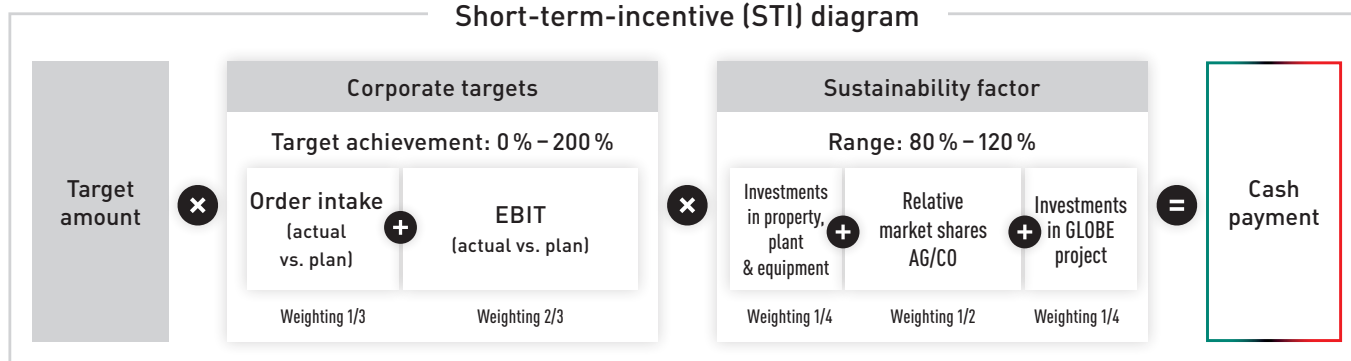 Short-term-incentive (STI) diagram
Target
amount
×
Corporate targets
Target achievement: 0 % – 200 %
Order intake
(actual
vs. plan)
+
EBIT
(actual vs. plan)
Weighting 1/3
Weighting 2/3
×
Sustainability factor
Range: 80 % – 120 %
Investments
in property,
plant
& equipment
+
Relative
market shares
AG/CO
+
Investments
in GLOBE
project
Weighting 1/4
Weighting 1/2
Weighting 1/4
=
Cash
payment